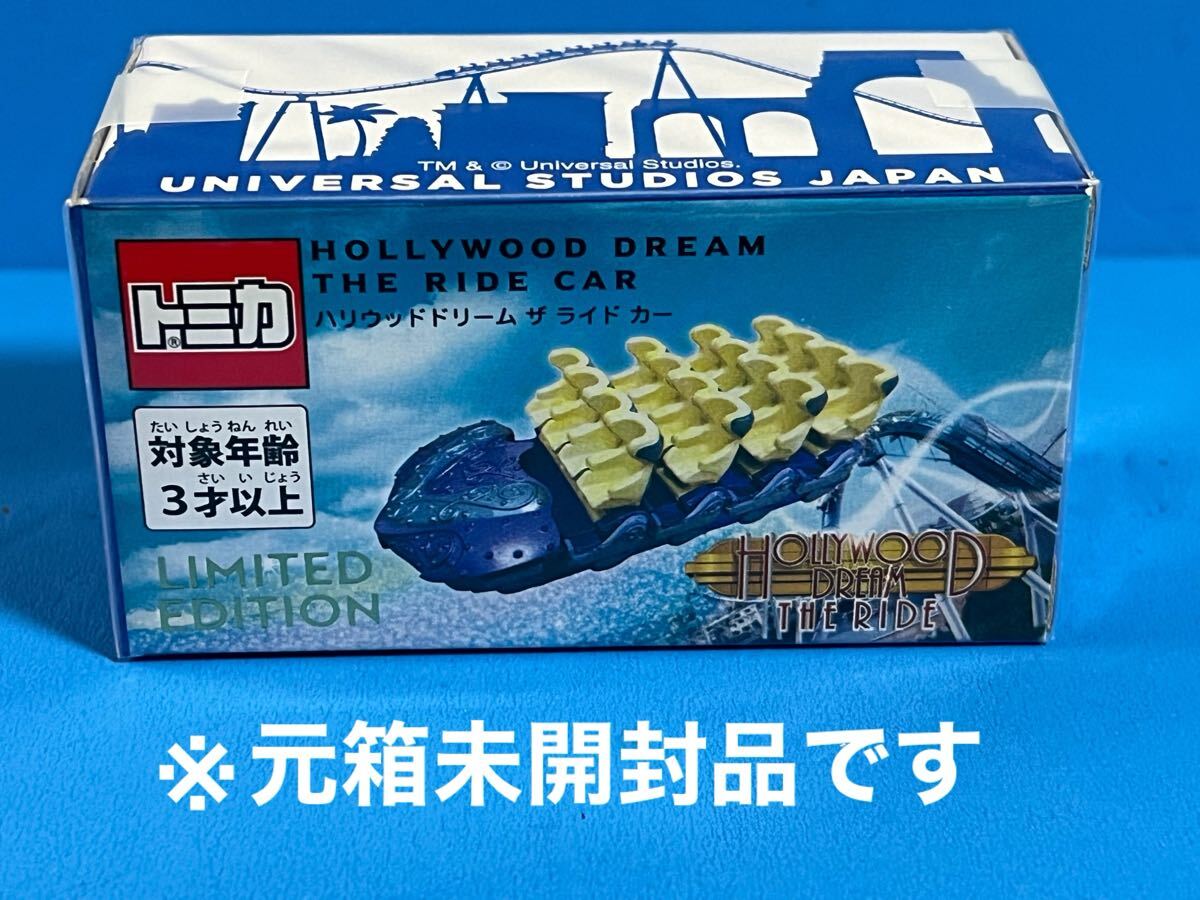 TM & © Universal Studios.
UNIVERSAL STUDIOS JAPAN
トミカ®
HOLLYWOOD DREAM
THE RIDE CAR
ハリウッドドリーム ザ ライド カー
たいしょうねんれい
対象年齢
さいいじょう
3才以上
LIMITED
EDITION
HOLLYWOOD
DREAM
THE RIDE
※元箱未開封品です